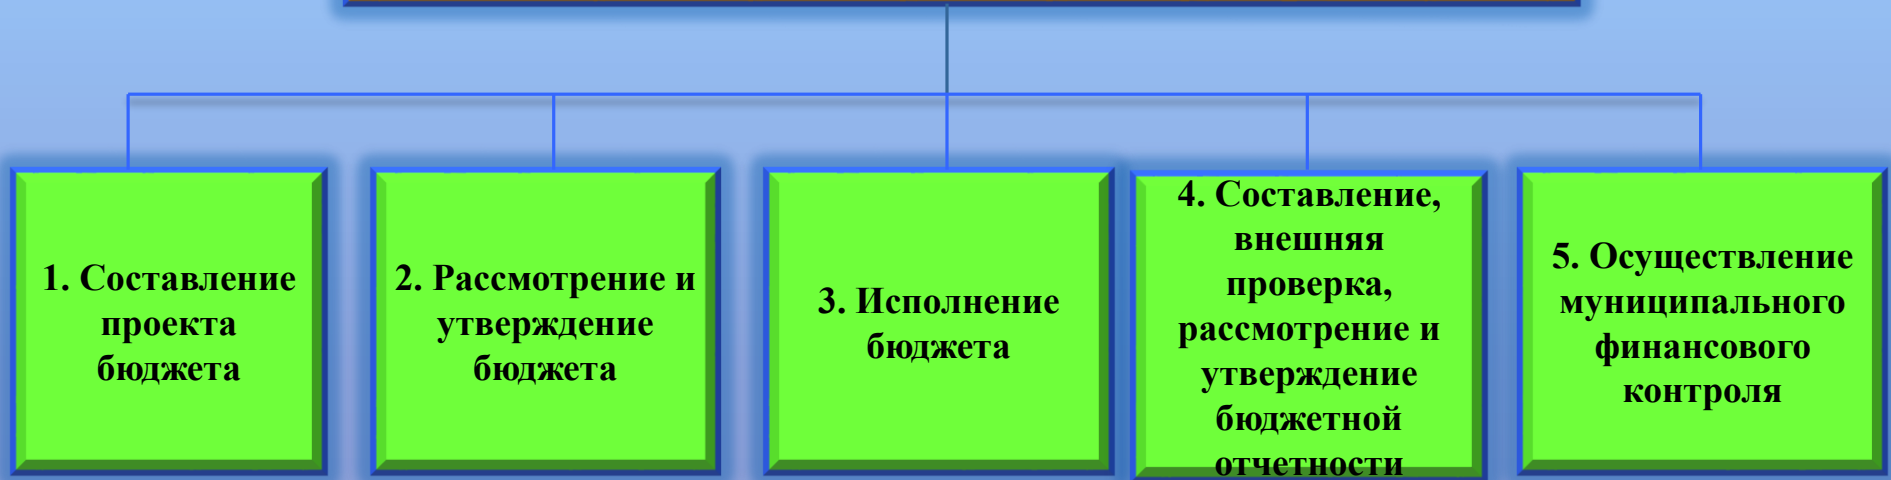 1. Составление
проекта
бюджета
2. Рассмотрение и
утверждение
бюджета
3. Исполнение
бюджета
4. Составление,
внешняя
проверка,
рассмотрение и
утверждение
бюджетной
отчетности
5. Осуществление
муниципального
финансового
контроля